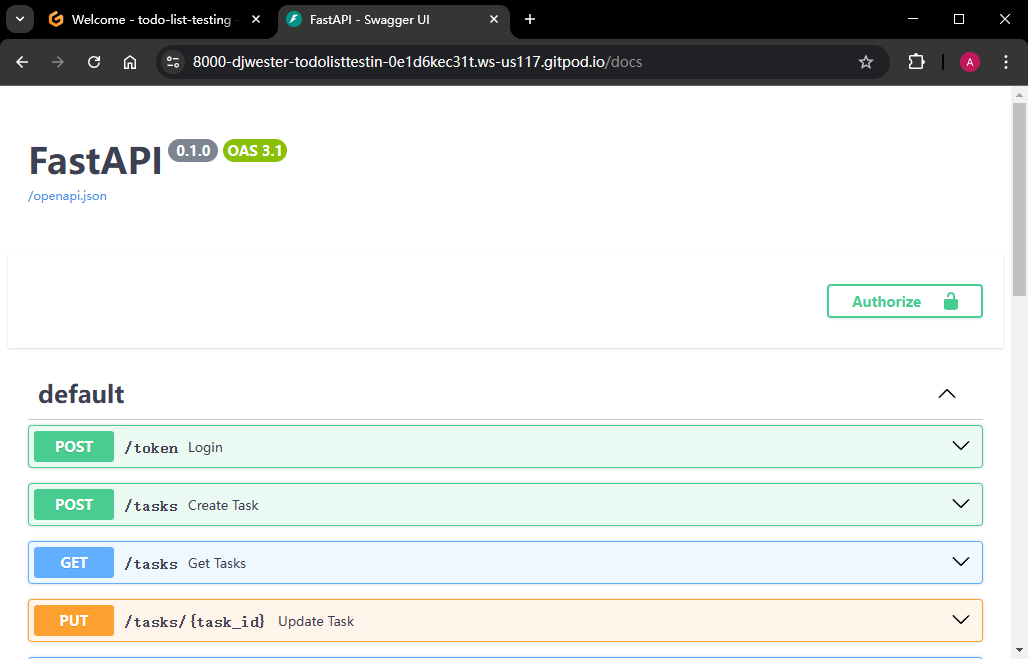 Welcome - todo-list-testing -
FastAPI - Swagger UI
8000-djwester-todolisttestin-0e1d6kec31t.ws-us117.gitpod.io/docs
A
FastAPI 0.1.0 OAS 3.1
/openapi.json
Authorize
default
POST /token Login
POST /tasks Create Task
GET /tasks Get Tasks
PUT /tasks/{task_id} Update Task